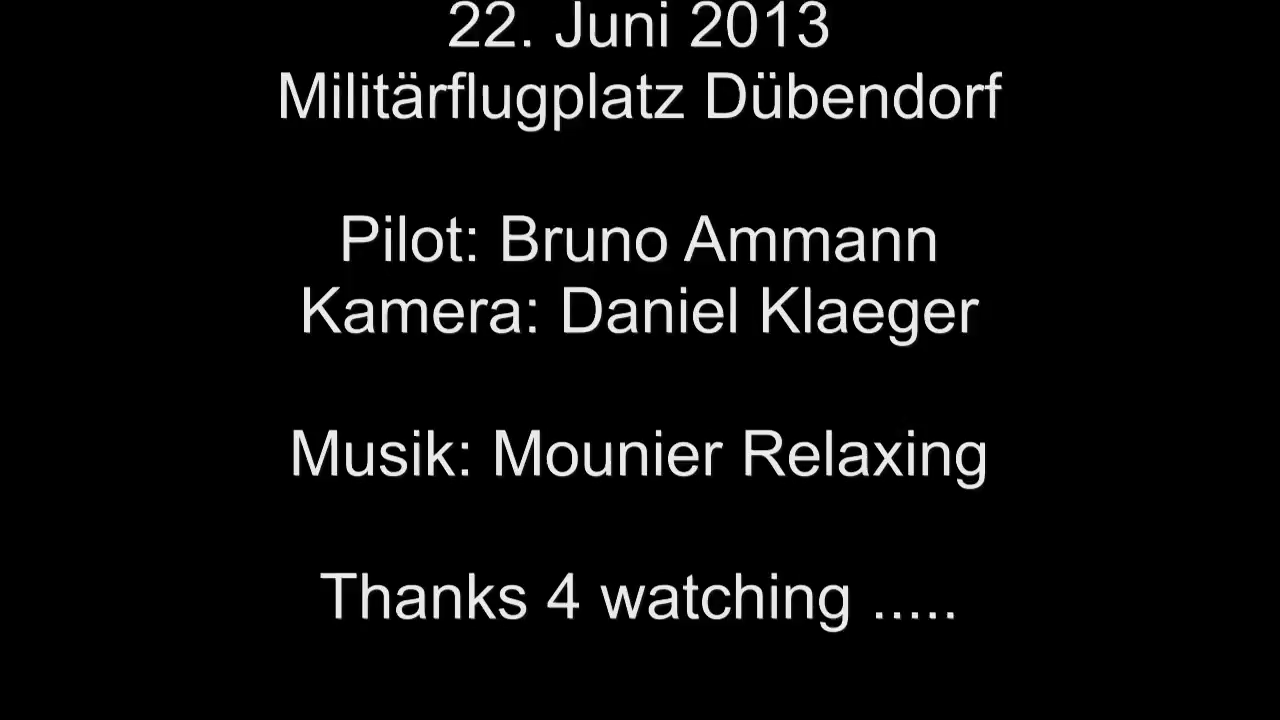 22. Juni 2013
Militärflugplatz Dübendorf
Pilot: Bruno Ammann
Kamera: Daniel Klaeger
Musik: Mounier Relaxing
Thanks 4 watching .....